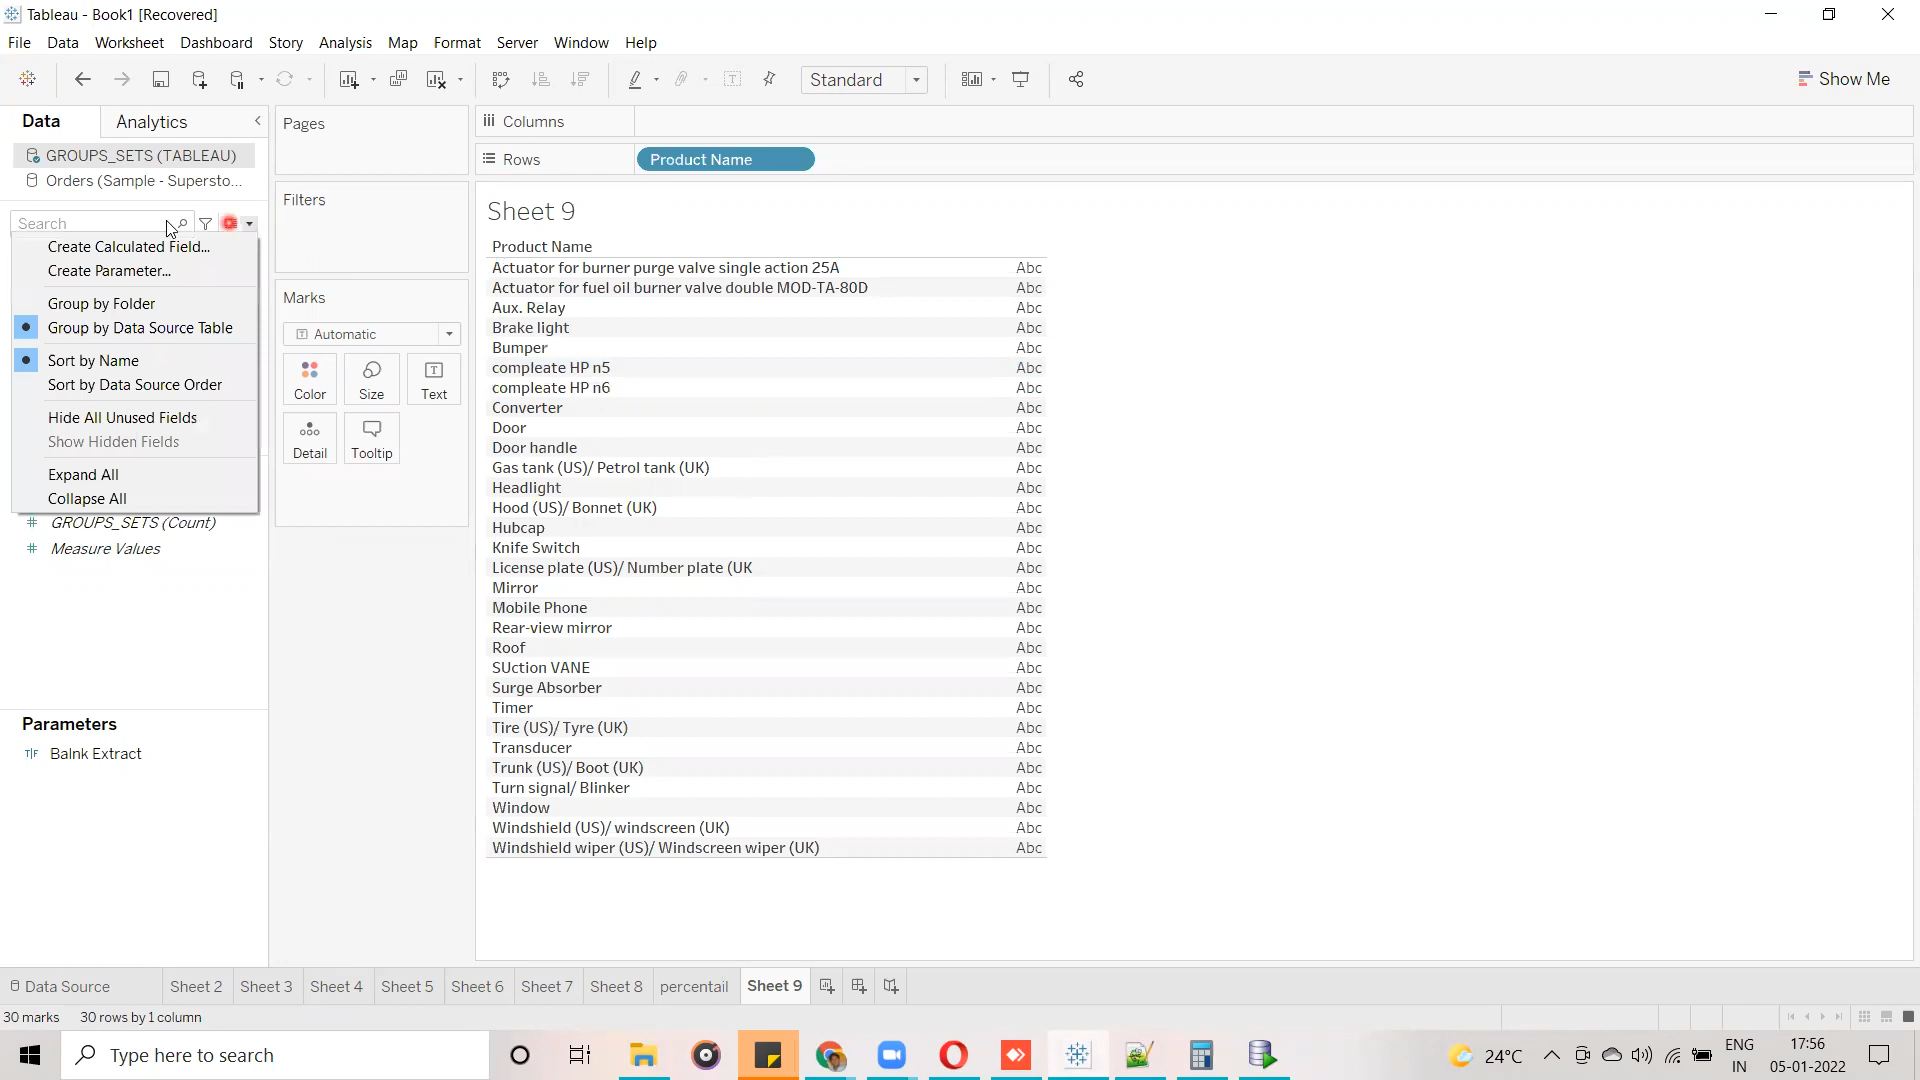 Tableau - Book1 [Recovered]
File Data Worksheet Dashboard Story Analysis Map Format Server Window Help
Standard
Show Me
Data Analytics
GROUPS_SETS (TABLEAU)
Orders (Sample - Supersto...
Search
Create Calculated Field...
Create Parameter...
Group by Folder
Group by Data Source Table
Sort by Name
Sort by Data Source Order
Hide All Unused Fields
Show Hidden Fields
Expand All
Collapse All
GROUPS_SETS (Count)
Measure Values
Parameters
Balnk Extract
Pages
Filters
Marks
Automatic
Color Size Text
Detail Tooltip
Columns
Rows Product Name
Sheet 9
Product Name
Actuator for burner purge valve single action 25A Abc
Actuator for fuel oil burner valve double MOD-TA-80D Abc
Aux. Relay Abc
Brake light Abc
Bumper Abc
compleate HP n5 Abc
compleate HP n6 Abc
Converter Abc
Door Abc
Door handle Abc
Gas tank (US)/ Petrol tank (UK) Abc
Headlight Abc
Hood (US)/ Bonnet (UK) Abc
Hubcap Abc
Knife Switch Abc
License plate (US)/ Number plate (UK Abc
Mirror Abc
Mobile Phone Abc
Rear-view mirror Abc
Roof Abc
SUction VANE Abc
Surge Absorber Abc
Timer Abc
Tire (US)/ Tyre (UK) Abc
Transducer Abc
Trunk (US)/ Boot (UK) Abc
Turn signal/ Blinker Abc
Window Abc
Windshield (US)/ windscreen (UK) Abc
Windshield wiper (US)/ Windscreen wiper (UK) Abc
Data Source Sheet 2 Sheet 3 Sheet 4 Sheet 5 Sheet 6 Sheet 7 Sheet 8 percentail Sheet 9
30 marks 30 rows by 1 column
Type here to search
24°C
ENG
IN
17:56
05-01-2022